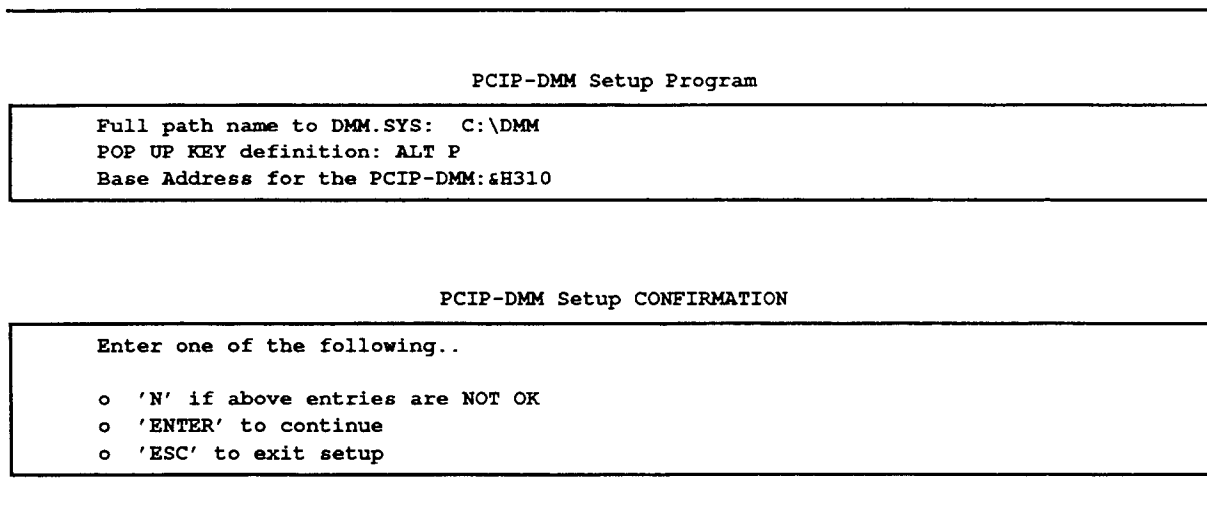 PCIP-DMM Setup Program
Full path name to DMM.SYS: C:\DMM
POP UP KEY definition: ALT P
Base Address for the PCIP-DMM:&H310
PCIP-DMM Setup CONFIRMATION
Enter one of the following..
o 'N' if above entries are NOT OK
o 'ENTER' to continue
o 'ESC' to exit setup